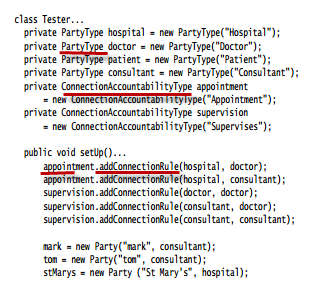 class Tester...
private PartyType hospital = new PartyType("Hospital");
private PartyType doctor = new PartyType("Doctor");
private PartyType patient = new PartyType("Patient");
private PartyType consultant = new PartyType("Consultant");
private ConnectionAccountabilityType appointment
= new ConnectionAccountabilityType("Appointment");
private ConnectionAccountabilityType supervision
= new ConnectionAccountabilityType("Supervises");
public void setUp()...
appointment.addConnectionRule(hospital, doctor);
appointment.addConnectionRule(hospital, consultant);
supervision.addConnectionRule(doctor, doctor);
supervision.addConnectionRule(consultant, doctor);
supervision.addConnectionRule(consultant, consultant);
mark = new Party("mark", consultant);
tom = new Party("tom", consultant);
stMarys = new Party ("St Mary's", hospital);